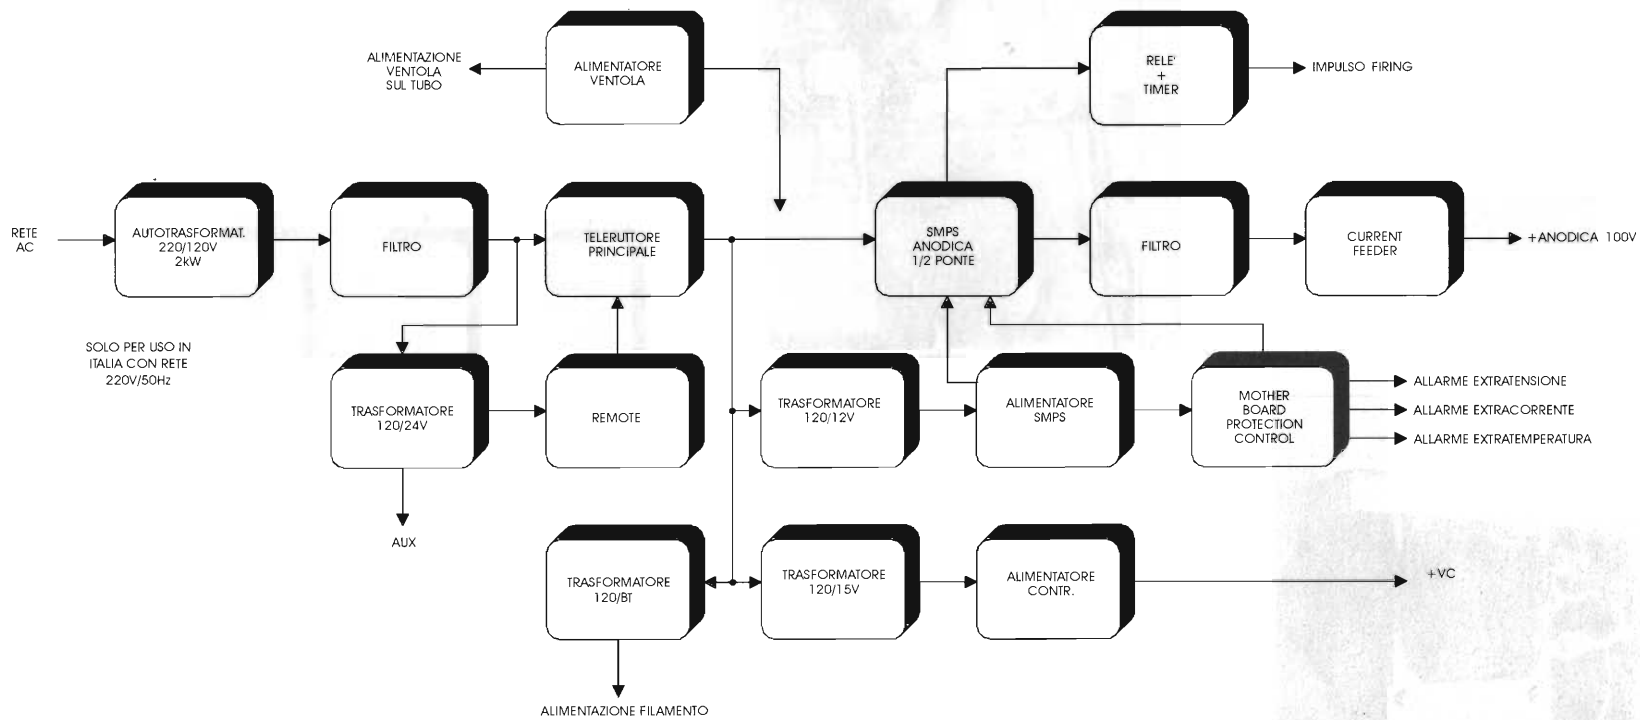 ALIMENTAZIONE
VENTOLA
SUL TUBO
ALIMENTATORE
VENTOLA
RELE'
+
TIMER
IMPULSO FIRING
RETE
AC
AUTOTRASFORMAT.
220/120V
2kW
FILTRO
TELERUTTORE
PRINCIPALE
SMPS
ANODICA
1/2 PONTE
FILTRO
CURRENT
FEEDER
+ANODICA 100V
SOLO PER USO IN
ITALIA CON RETE
220V/50Hz
TRASFORMATORE
120/24V
REMOTE
TRASFORMATORE
120/12V
ALIMENTATORE
SMPS
MOTHER
BOARD
PROTECTION
CONTROL
ALLARME EXTRATENSIONE
ALLARME EXTRACORRENTE
ALLARME EXTRATEMPERATURA
AUX
TRASFORMATORE
120/BT
TRASFORMATORE
120/15V
ALIMENTATORE
CONTR.
+VC
ALIMENTAZIONE FILAMENTO